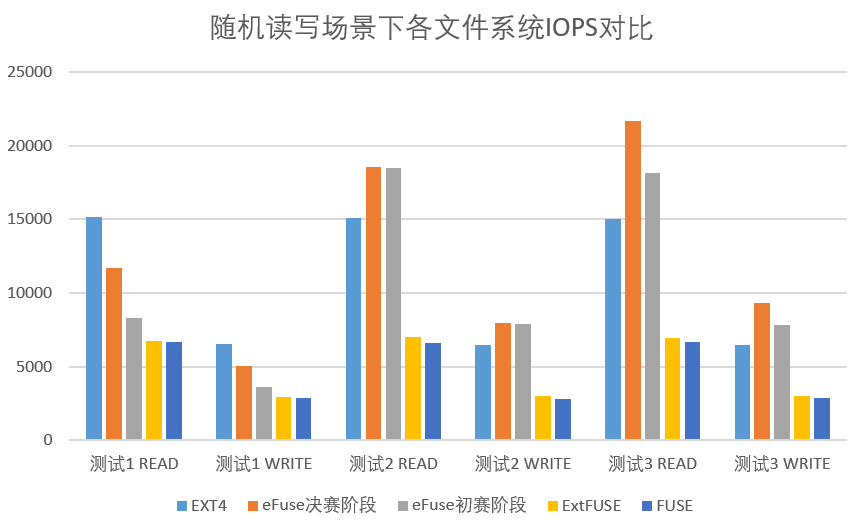 随机读写场景下各文件系统IOPS对比
25000
20000
15000
10000
5000
0
测试1 READ 测试1 WRITE 测试2 READ 测试2 WRITE 测试3 READ 测试3 WRITE
EXT4 eFuse决赛阶段 eFuse初赛阶段 ExtFUSE FUSE